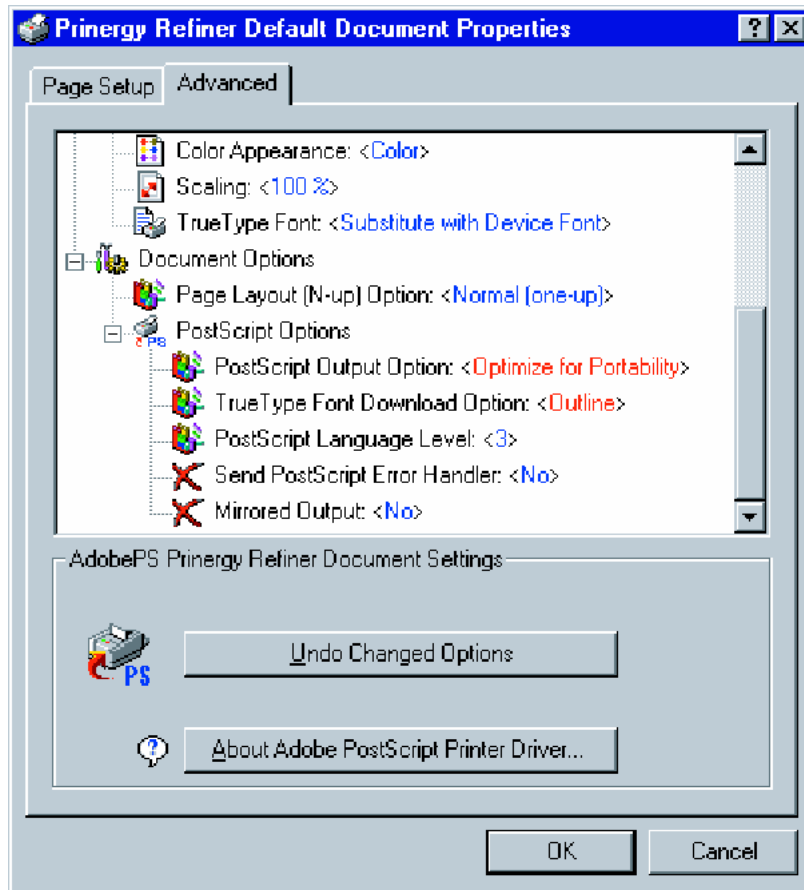 Prinergy Refiner Default Document Properties
Page Setup
Advanced
Color Appearance: <Color>
Scaling: <100 %>
TrueType Font: <Substitute with Device Font>
Document Options
Page Layout (N-up) Option: <Normal (one-up)>
PostScript Options
PostScript Output Option: <Optimize for Portability>
TrueType Font Download Option: <Outline>
PostScript Language Level: <3>
Send PostScript Error Handler: <No>
Mirrored Output: <No>
AdobePS Prinergy Refiner Document Settings
PS
Undo Changed Options
About Adobe PostScript Printer Driver...
OK
Cancel